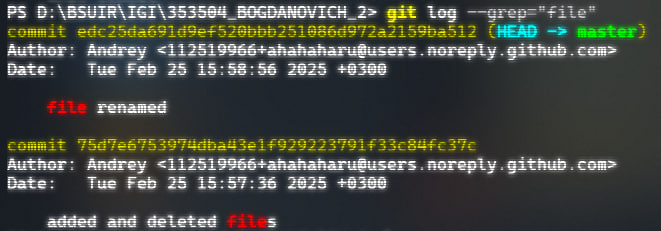 PS D:\BSUIR\IGI\353504_BOGDANOVICH_2> git log --grep="file"
commit edc25da691d9ef520bbb251086d972a2159ba512 (HEAD -> master)
Author: Andrey <112519966+ahahaharu@users.noreply.github.com>
Date:   Tue Feb 25 15:58:56 2025 +0300
file renamed
commit 75d7e6753974dba43e1f929223791f33c84fc37c
Author: Andrey <112519966+ahahaharu@users.noreply.github.com>
Date:   Tue Feb 25 15:57:36 2025 +0300
added and deleted files